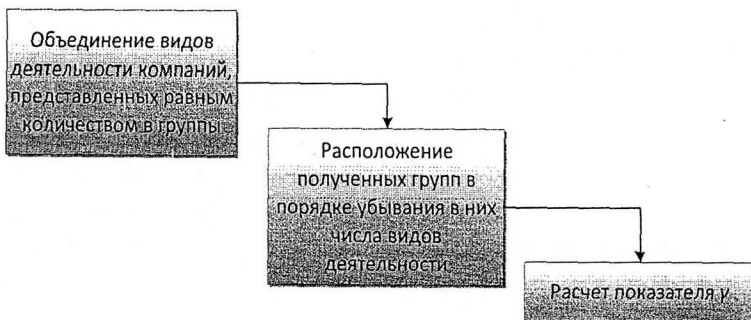 Объединение видов
деятельности компаний,
представленных равным
количеством в группы
Расположение
полученных групп в
порядке убывания в них
числа видов
деятельности
Расчет показателя γ